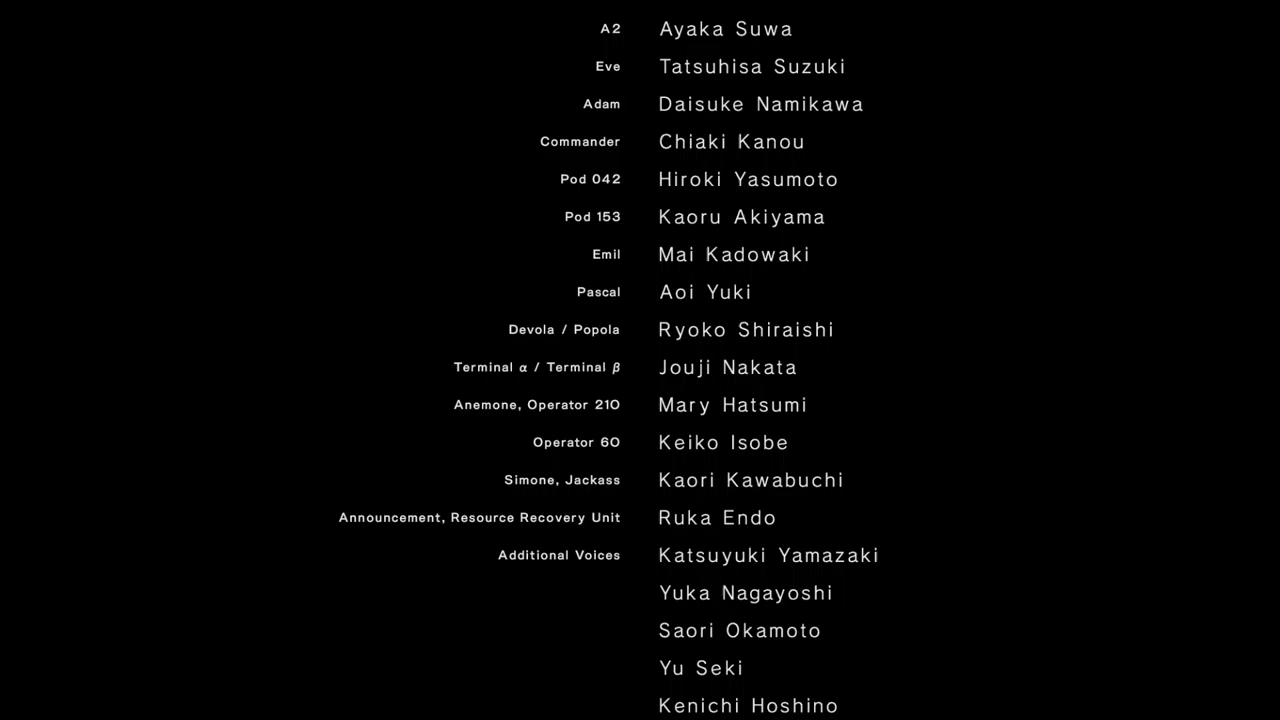 A2 Ayaka Suwa
Eve Tatsuhisa Suzuki
Adam Daisuke Namikawa
Commander Chiaki Kanou
Pod 042 Hiroki Yasumoto
Pod 153 Kaoru Akiyama
Emil Mai Kadowaki
Pascal Aoi Yuki
Devola / Popola Ryoko Shiraishi
Terminal α / Terminal β Jouji Nakata
Anemone, Operator 21O Mary Hatsumi
Operator 6O Keiko Isobe
Simone, Jackass Kaori Kawabuchi
Announcement, Resource Recovery Unit Ruka Endo
Additional Voices Katsuyuki Yamazaki
Yuka Nagayoshi
Saori Okamoto
Yu Seki
Kenichi Hoshino